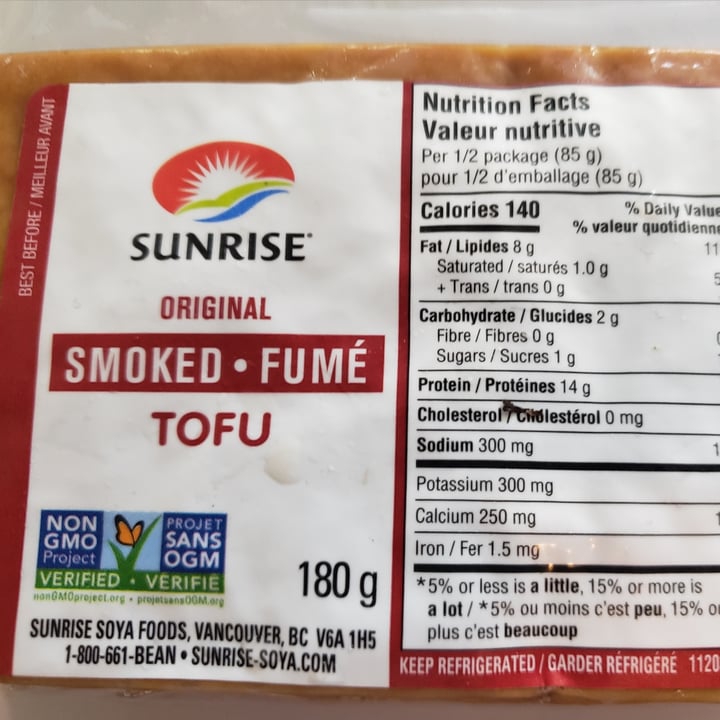 BEST BEFORE / MEILLEUR AVANT
SUNRISE
ORIGINAL
SMOKED • FUMÉ
TOFU
NON
GMO
Project
PROJET
SANS
OGM
VERIFIED • VÉRIFIÉ
nonGMOproject.org • projetsansOGM.org
180 g
SUNRISE SOYA FOODS, VANCOUVER, BC V6A 1H5
1-800-661-BEAN • SUNRISE-SOYA.COM
Nutrition Facts
Valeur nutritive
Per 1/2 package (85 g)
pour 1/2 d'emballage (85 g)
Calories 140
% Daily Value
% valeur quotidienne
Fat / Lipides 8 g 11
Saturated / saturés 1.0 g
+ Trans / trans 0 g
5
Carbohydrate / Glucides 2 g
Fibre / Fibres 0 g
Sugars / Sucres 1 g
Protein / Protéines 14 g
Cholesterol / Cholestérol 0 mg
Sodium 300 mg 1
Potassium 300 mg
Calcium 250 mg 1
Iron / Fer 1.5 mg
*5% or less is a little, 15% or more is
a lot / *5% ou moins c'est peu, 15% ou
plus c'est beaucoup
KEEP REFRIGERATED / GARDER RÉFRIGÉRÉ 1120